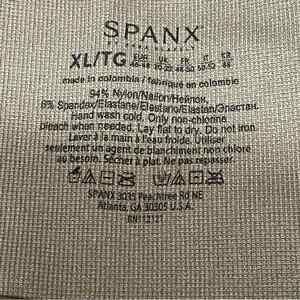 SPANX
XL/TG
made in colombia / fabriqué en colombie
94% Nylon/Nailon/Нейлон,
6% Spandex/Elastane/Elastano/Elastan/Эластан.
Hand wash cold. Only non-chlorine
bleach when needed. Lay flat to dry. Do not iron.
Laver à la main à l'eau froide. Utiliser
seulement un agent de blanchiment non chloré
au besoin. Sécher à plat. Ne pas repasser.
SPANX 3035 Peachtree Rd NE
Atlanta, GA 30305 U.S.A.